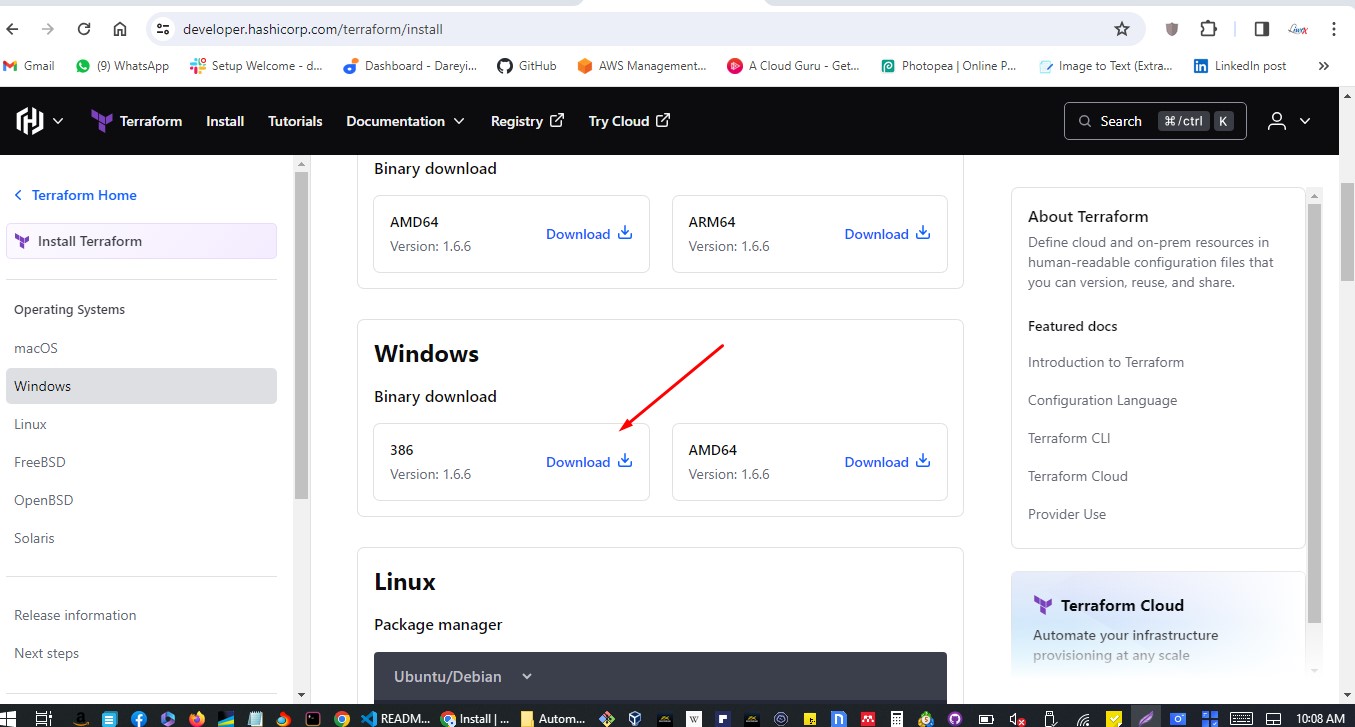 developer.hashicorp.com/terraform/install
Gmail
(9) WhatsApp
Setup Welcome - d...
Dashboard - Dareyi...
GitHub
AWS Management...
A Cloud Guru - Get...
Photopea | Online P...
Image to Text (Extra...
LinkedIn post
»
Terraform
Install
Tutorials
Documentation
Registry
Try Cloud
Search
⌘/ctrl
K
Terraform Home
Install Terraform
Operating Systems
macOS
Windows
Linux
FreeBSD
OpenBSD
Solaris
Release information
Next steps
Binary download
AMD64
Version: 1.6.6
Download
ARM64
Version: 1.6.6
Download
Windows
Binary download
386
Version: 1.6.6
Download
AMD64
Version: 1.6.6
Download
Linux
Package manager
Ubuntu/Debian
About Terraform
Define cloud and on-prem resources in
human-readable configuration files that
you can version, reuse, and share.
Featured docs
Introduction to Terraform
Configuration Language
Terraform CLI
Terraform Cloud
Provider Use
Terraform Cloud
Automate your infrastructure
provisioning at any scale
READM...
Install | ...
Autom...
10:08 AM